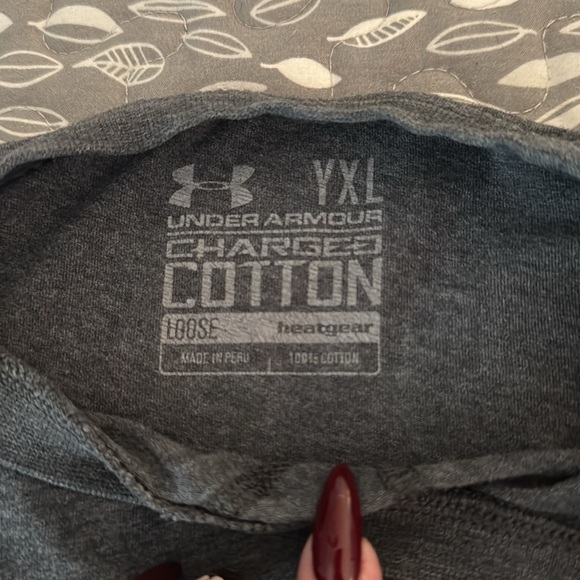 YXL
UNDER ARMOUR
CHARGED
COTTON
LOOSE heatgear
MADE IN PERU 100% COTTON